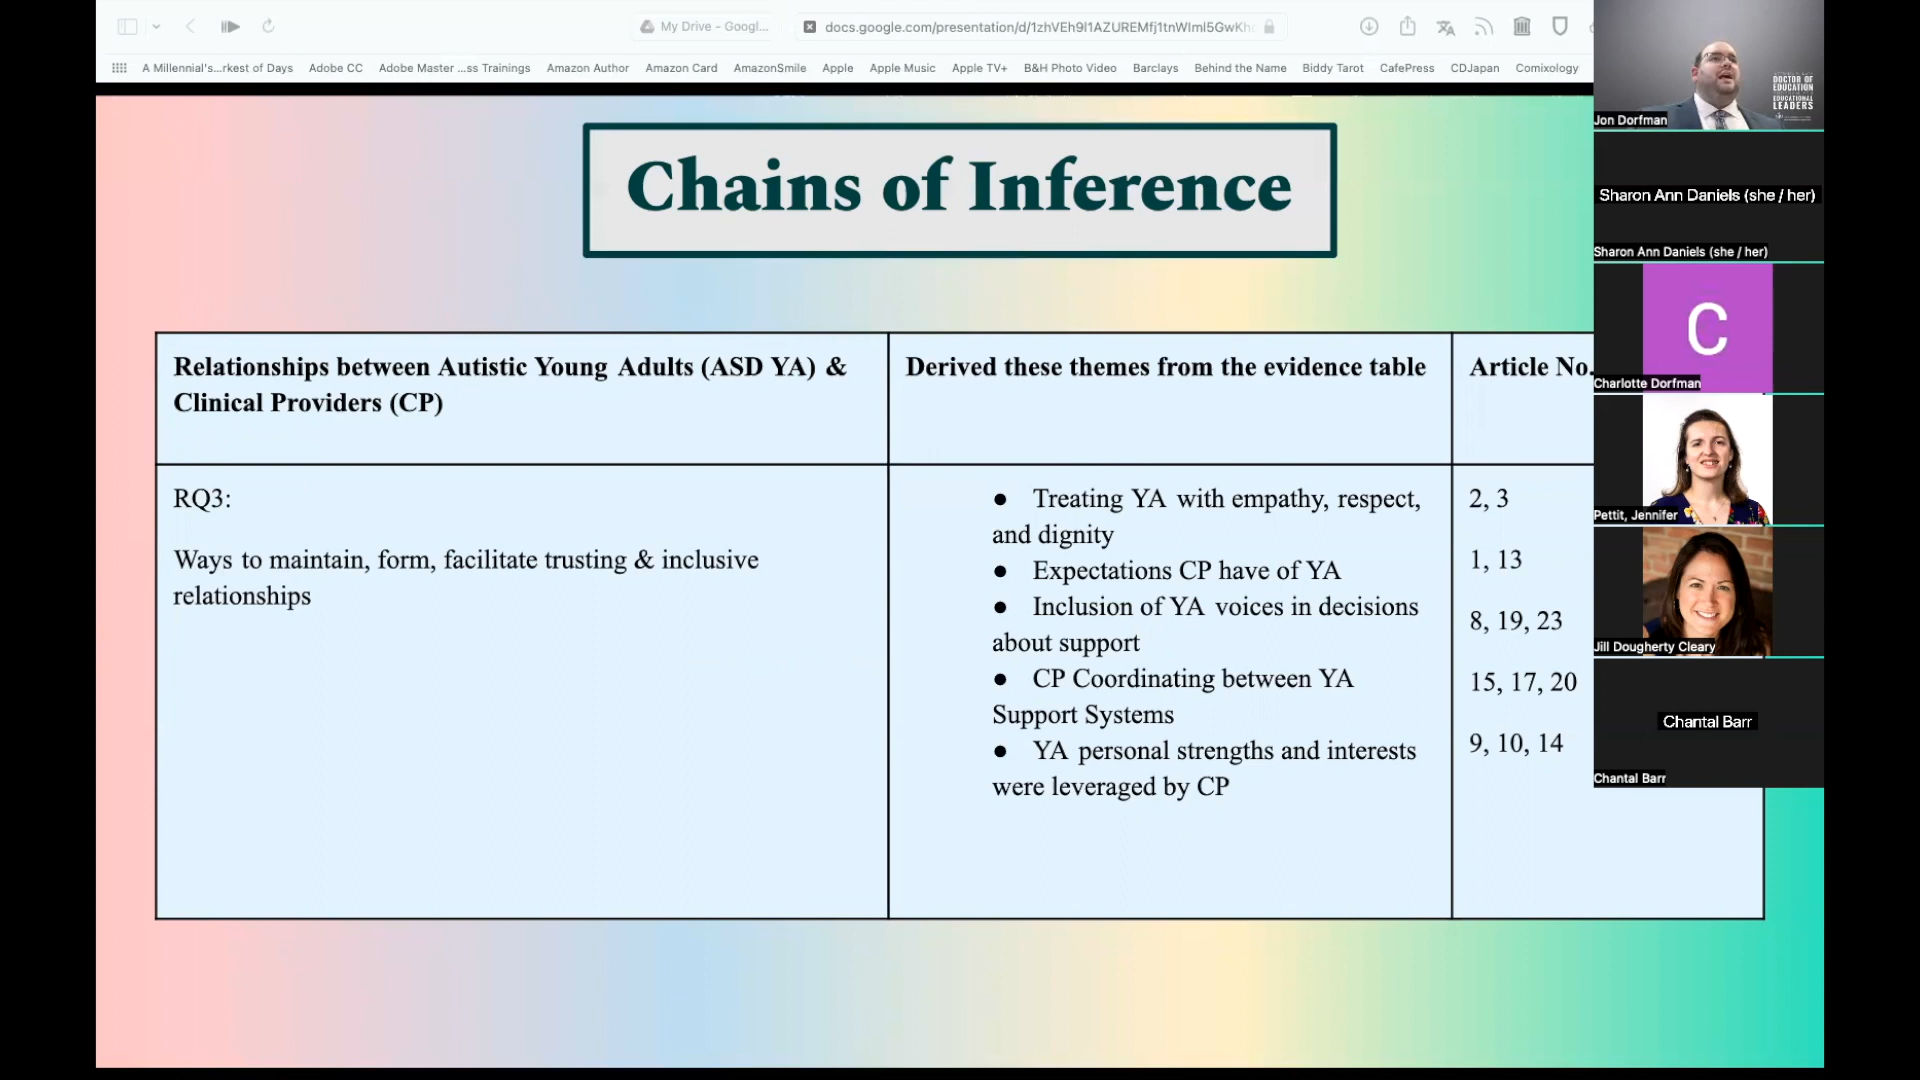 My Drive - Googl...
docs.google.com/presentation/d/
A Millennial's...rkest of Days
Adobe CC
Adobe Master ...ss Trainings
Amazon Author
Amazon Card
AmazonSmile
Apple
Apple Music
Apple TV+
B&H Photo Video
Barclays
Behind the Name
Biddy Tarot
CafePress
CDJapan
Comixology
Chains of Inference
Relationships between Autistic Young Adults (ASD YA) &
Clinical Providers (CP)
Derived these themes from the evidence table
Article No.
RQ3:
Ways to maintain, form, facilitate trusting & inclusive
relationships
● Treating YA with empathy, respect,
and dignity
● Expectations CP have of YA
● Inclusion of YA voices in decisions
about support
● CP Coordinating between YA
Support Systems
● YA personal strengths and interests
were leveraged by CP
2, 3
1, 13
8, 19, 23
15, 17, 20
9, 10, 14
DOCTOR OF
EDUCATION
EDUCATIONAL
LEADERS
Jon Dorfman
Sharon Ann Daniels (she / her)
Sharon Ann Daniels (she / her)
C
Charlotte Dorfman
Pettit, Jennifer
Jill Dougherty Cleary
Chantal Barr
Chantal Barr